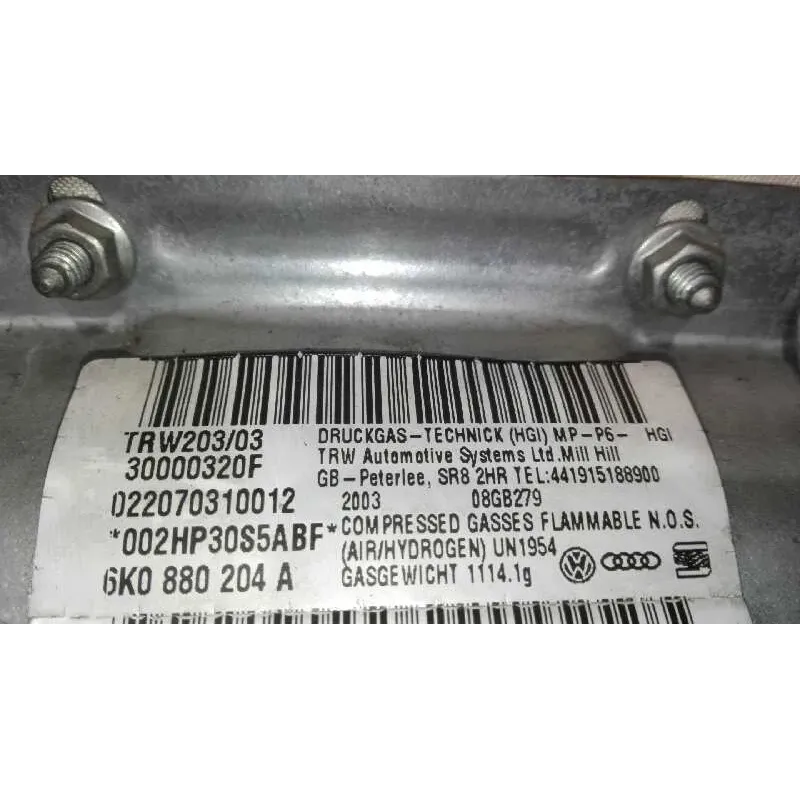 TRW203/03
30000320F
022070310012
*002HP30S5ABF*
6K0 880 204 A
DRUCKGAS-TECHNICK (HGI) MP-P6- HGI
TRW Automotive Systems Ltd.Mill Hill
GB-Peterlee, SR8 2HR TEL:441915188900
2003 08GB279
COMPRESSED GASSES FLAMMABLE N.O.S.
(AIR/HYDROGEN) UN1954
GASGEWICHT 1114.1g